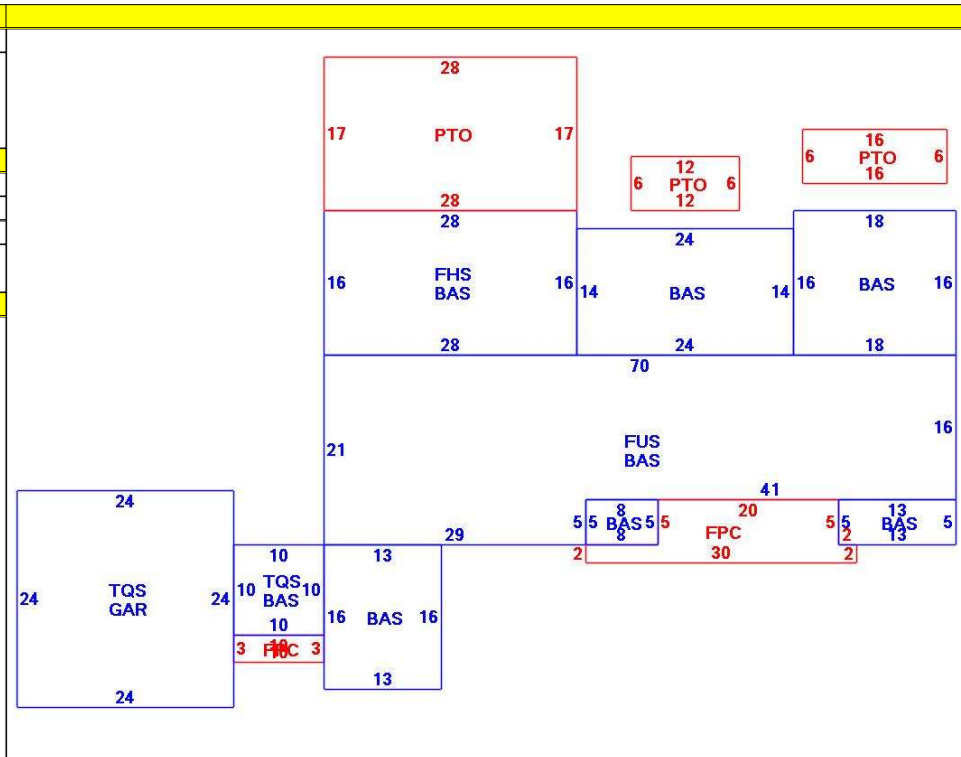 28
17 PTO 17
28
16
6 PTO 6
16
12
6 PTO 6
12
28
16 FHS 16
BAS
28
24
14 BAS 14
24
18
16 BAS 16
18
70
21 FUS 16
BAS
41
29
8
5 5 BAS 5
8
20
5 FPC 5
2
2 30 2
13
5 BAS 5
13
24
24 TQS 24
GAR
24
10
10 TQS 10
BAS
10
3 FPC 3
13
16 BAS 16
13